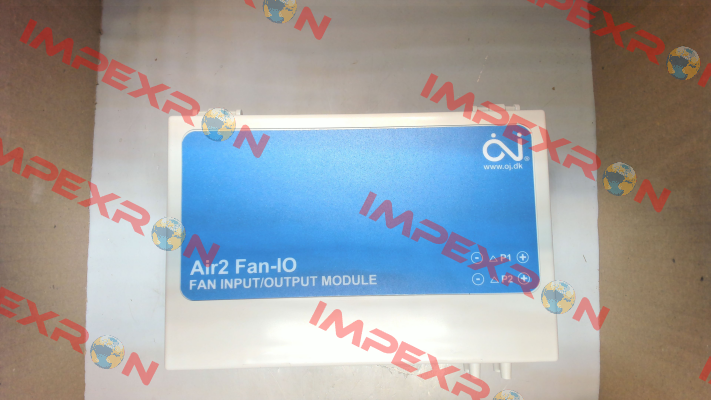 IMPEXRON
IMPEXRON
IMPEXRON
IMPEXRON
OJ®
www.oj.dk
IMPEXRON
IMPEXRON
Air2 Fan-IO
FAN INPUT/OUTPUT MODULE
- △ P1 +
- △ P2 +
IMPEXRON
IMPEXRON